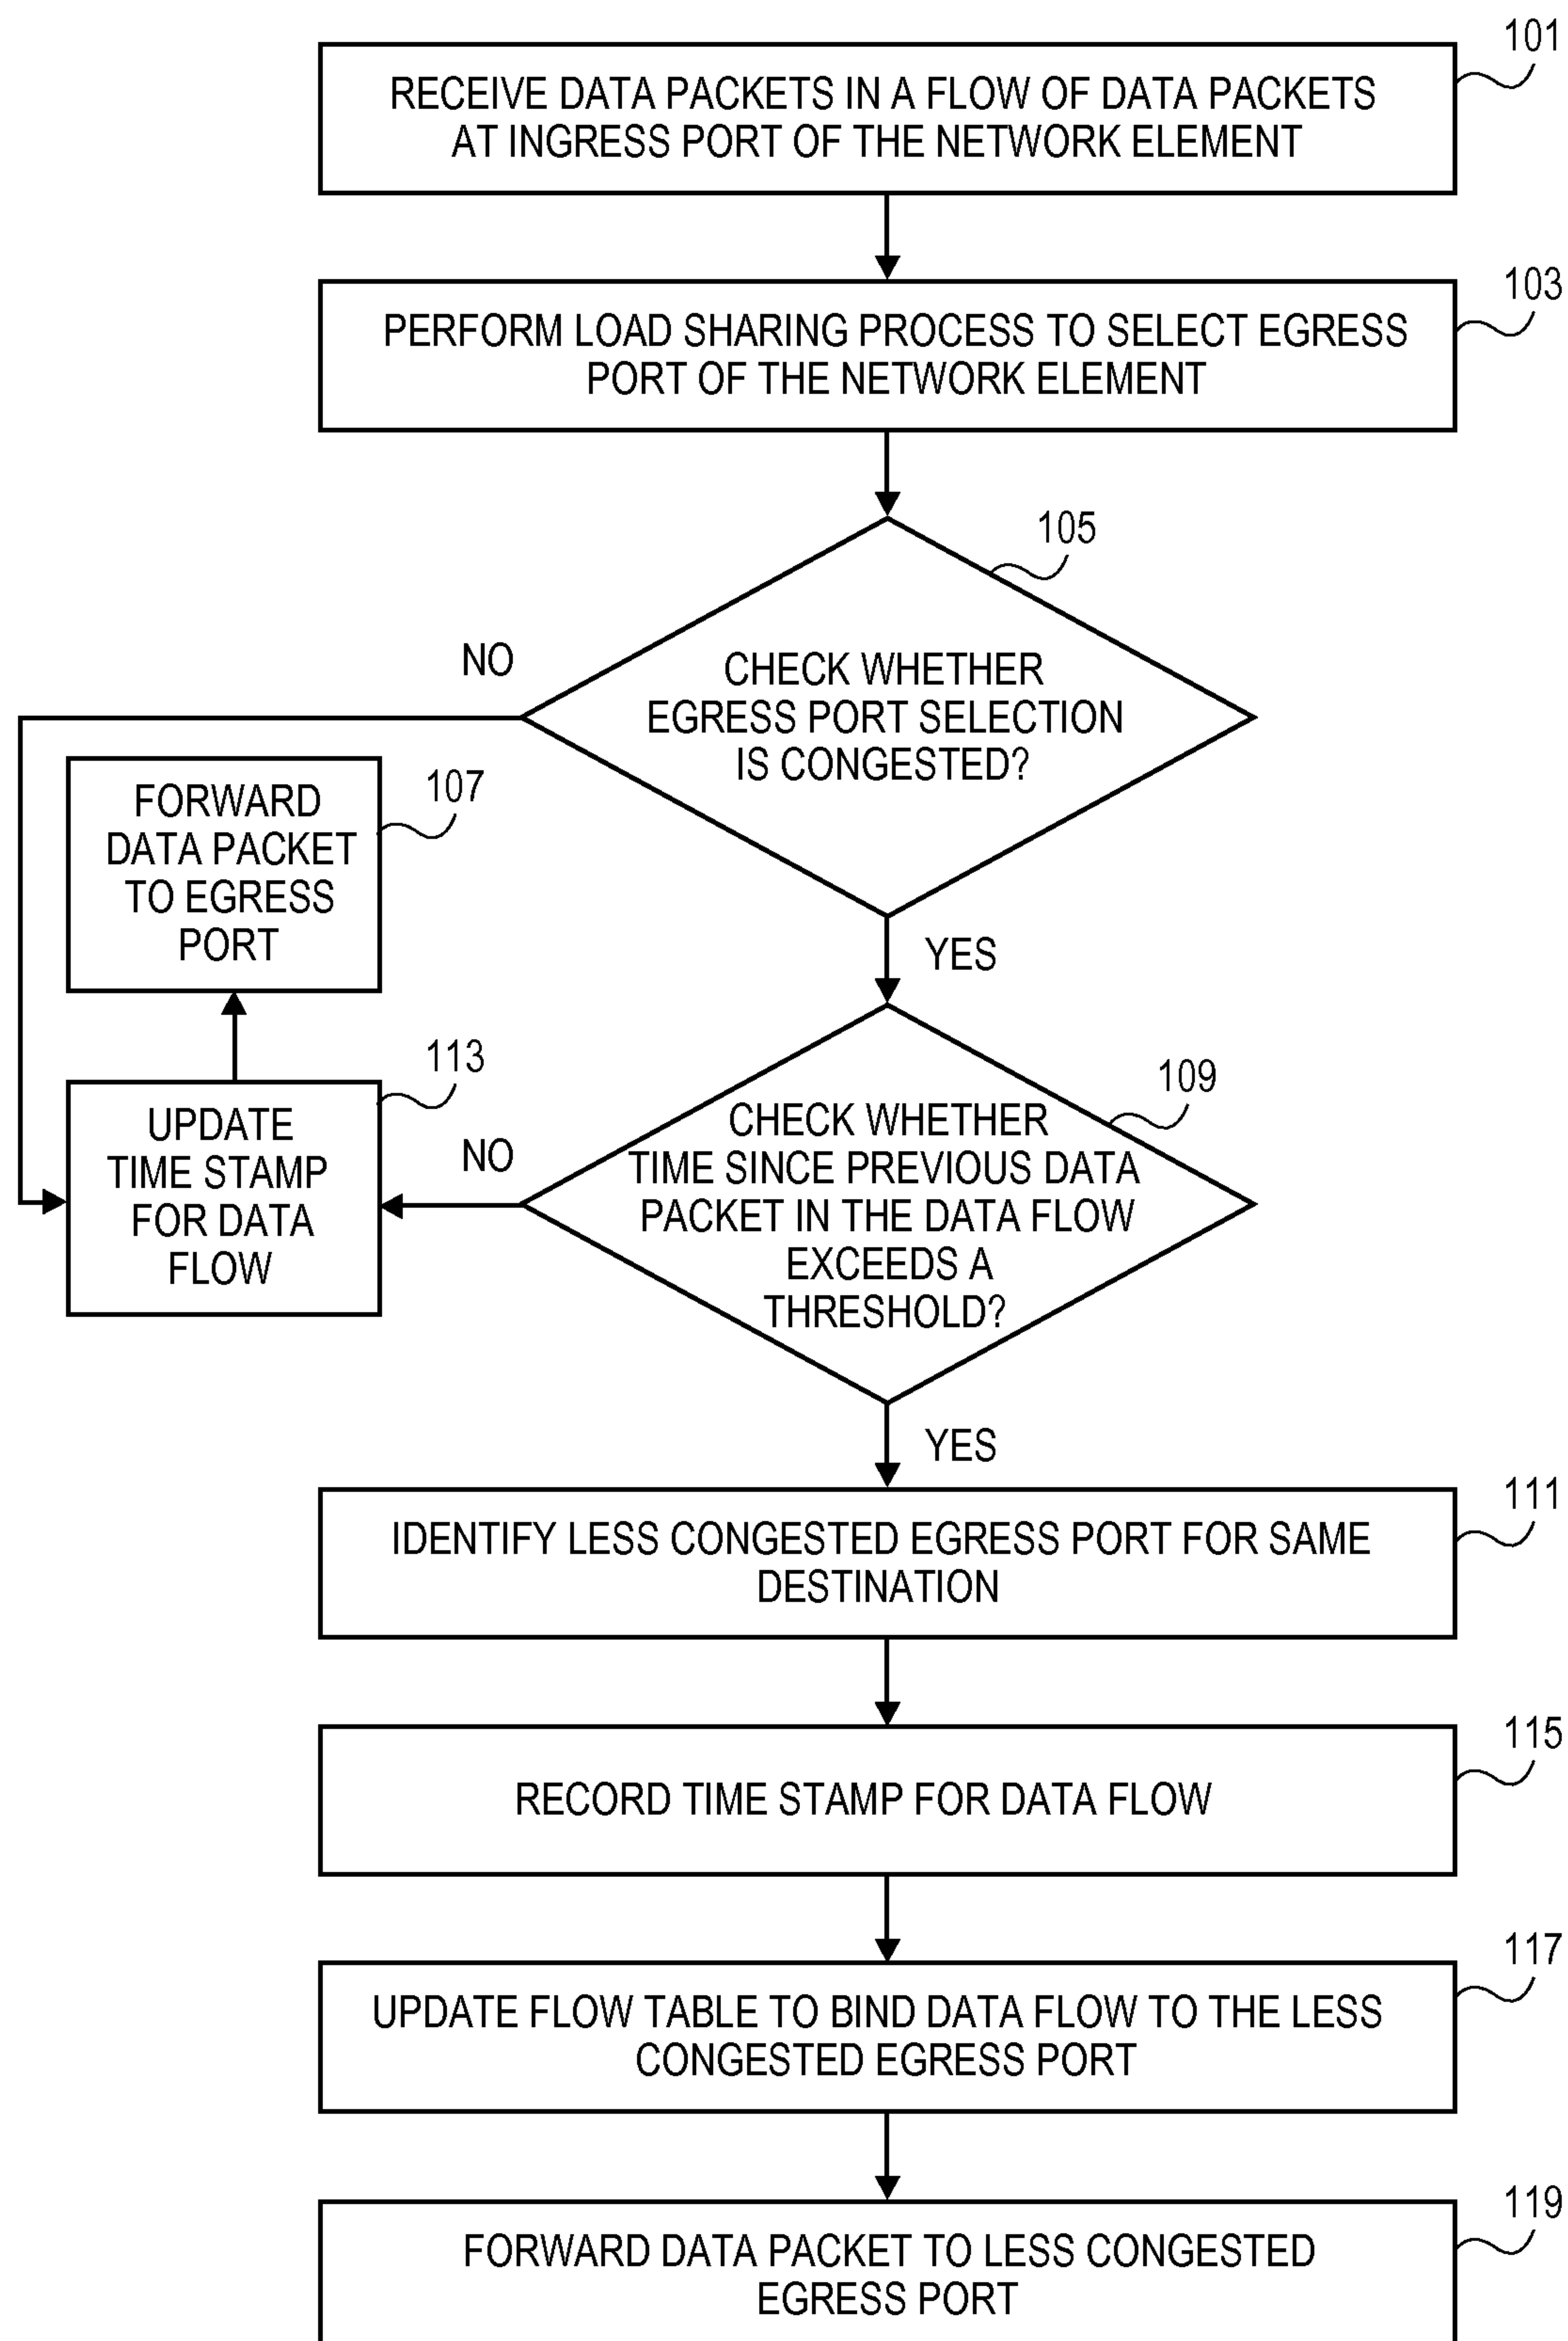 101
RECEIVE DATA PACKETS IN A FLOW OF DATA PACKETS
AT INGRESS PORT OF THE NETWORK ELEMENT
103
PERFORM LOAD SHARING PROCESS TO SELECT EGRESS
PORT OF THE NETWORK ELEMENT
105
NO
CHECK WHETHER
EGRESS PORT SELECTION
IS CONGESTED?
107
FORWARD
DATA PACKET
TO EGRESS
PORT
YES
113
UPDATE
TIME STAMP
FOR DATA
FLOW
NO
109
CHECK WHETHER
TIME SINCE PREVIOUS DATA
PACKET IN THE DATA FLOW
EXCEEDS A
THRESHOLD?
YES
111
IDENTIFY LESS CONGESTED EGRESS PORT FOR SAME
DESTINATION
115
RECORD TIME STAMP FOR DATA FLOW
117
UPDATE FLOW TABLE TO BIND DATA FLOW TO THE LESS
CONGESTED EGRESS PORT
119
FORWARD DATA PACKET TO LESS CONGESTED
EGRESS PORT